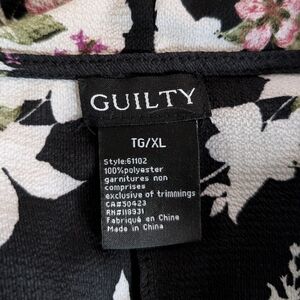 GUILTY
TG/XL
Style:61102
100%polyester
garnitures non
comprises
exclusive of trimmings
CA#30423
RN#118931
Fabriqué en Chine
Made in China